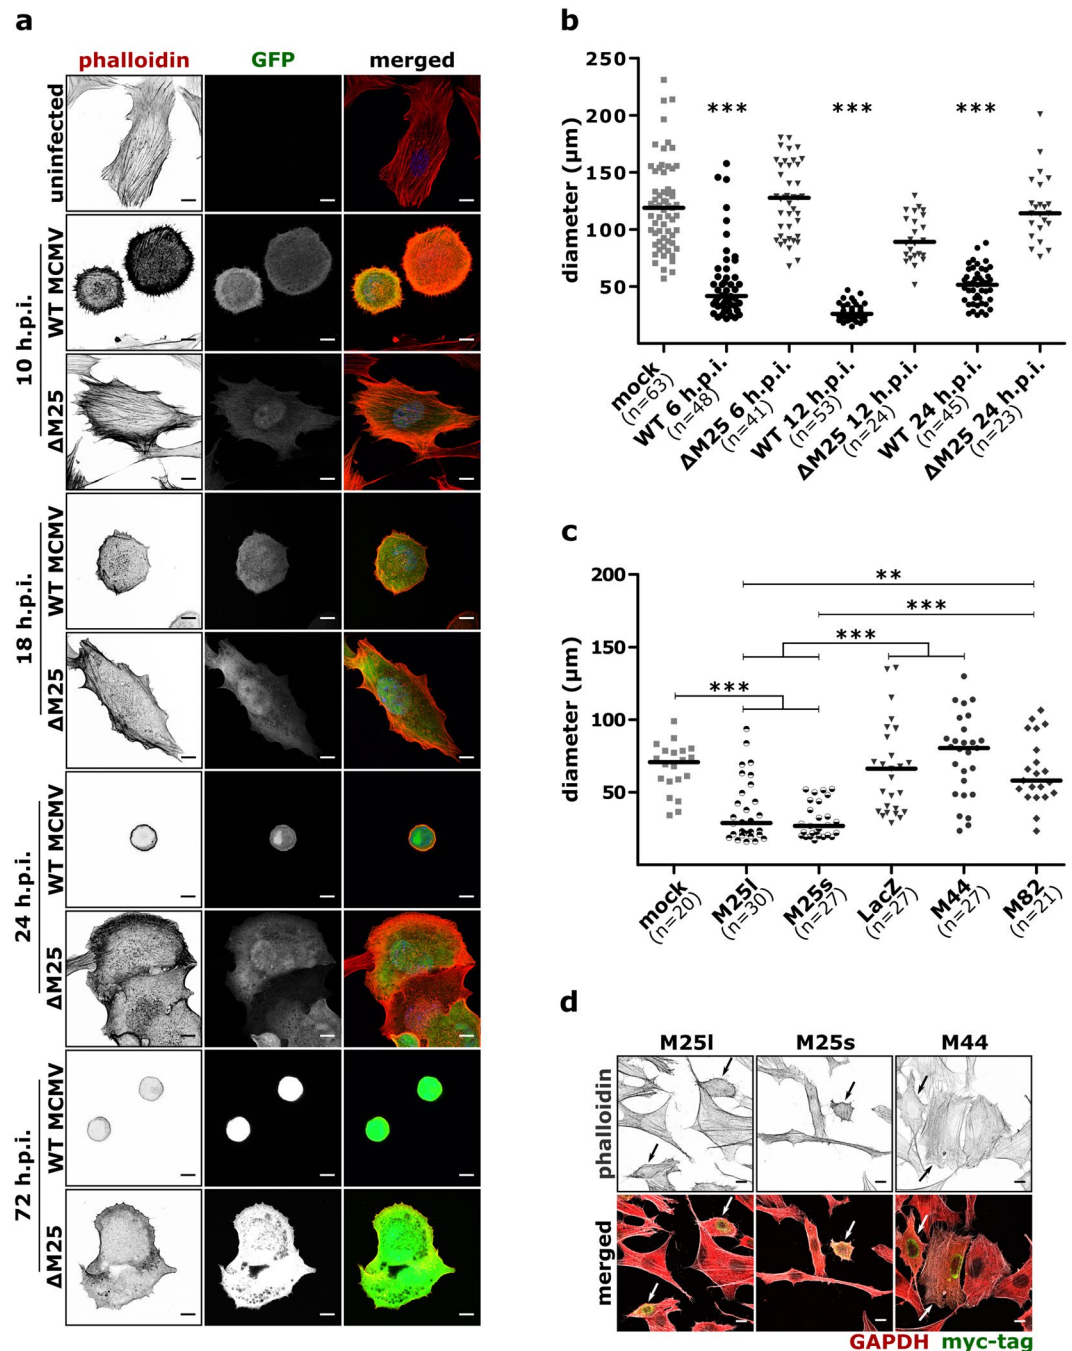 a
phalloidin GFP merged
uninfected
10 h.p.i.
WT MCMV
ΔM25
18 h.p.i.
WT MCMV
ΔM25
24 h.p.i.
WT MCMV
ΔM25
72 h.p.i.
WT MCMV
ΔM25
b
diameter (µm)
250
200
150
100
50
*** *** ***
mock
(n=63)
WT 6 h.p.i.
(n=48)
ΔM25 6 h.p.i.
(n=41)
WT 12 h.p.i.
(n=53)
ΔM25 12 h.p.i.
(n=24)
WT 24 h.p.i.
(n=45)
ΔM25 24 h.p.i.
(n=23)
c
diameter (µm)
200
150
100
50
**
***
***
***
mock
(n=20)
M25l
(n=30)
M25s
(n=27)
LacZ
(n=27)
M44
(n=27)
M82
(n=21)
d
M25l M25s M44
phalloidin
merged
GAPDH myc-tag